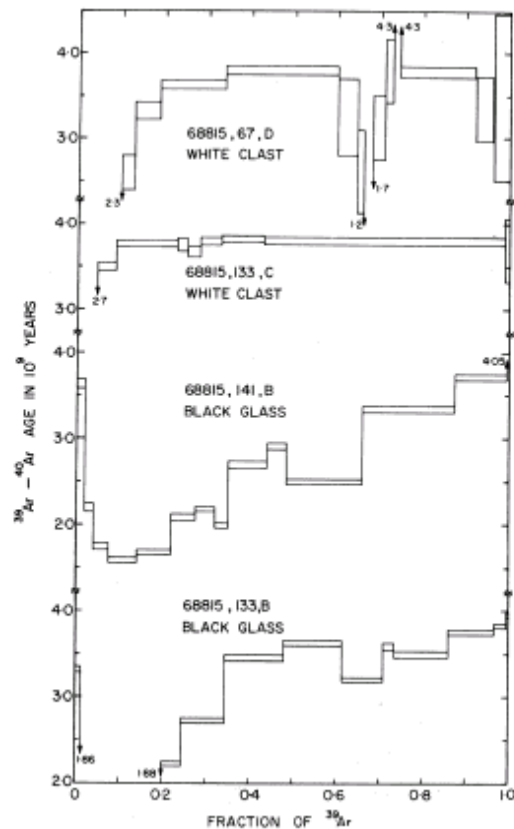 4·0
4·3
4·3
3·0
68815,67,D
WHITE CLAST
2·3
1·7
1·2
4·0
68815,133,C
WHITE CLAST
2·7
3·0
4·05
4·0
68815,141,B
BLACK GLASS
3·0
2·0
4·0
68815,133,B
BLACK GLASS
3·0
1·86
1·88
2·0
0
0·2
0·4
0·6
0·8
1·0
FRACTION OF ³⁹Ar
³⁹Ar – ⁴⁰Ar AGE IN 10⁹ YEARS